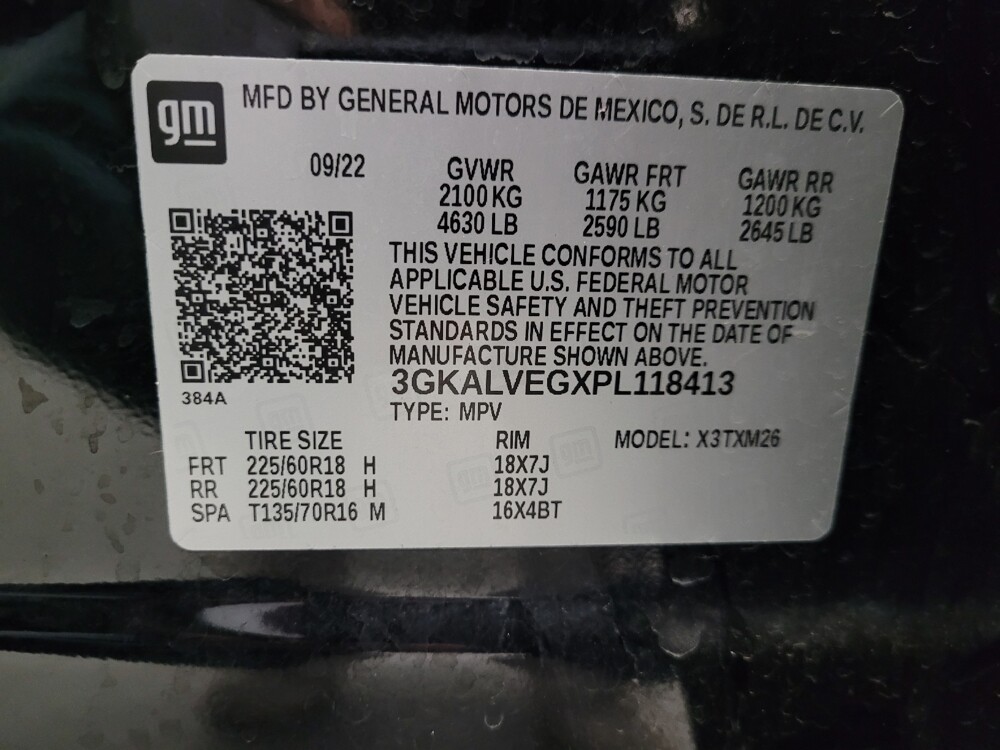 gm
MFD BY GENERAL MOTORS DE MEXICO, S. DE R.L. DE C.V.
09/22 GVWR GAWR FRT GAWR RR
2100 KG 1175 KG 1200 KG
4630 LB 2590 LB 2645 LB
THIS VEHICLE CONFORMS TO ALL
APPLICABLE U.S. FEDERAL MOTOR
VEHICLE SAFETY AND THEFT PREVENTION
STANDARDS IN EFFECT ON THE DATE OF
MANUFACTURE SHOWN ABOVE.
3GKALVEGXPL118413
384A
TYPE: MPV
TIRE SIZE RIM MODEL: X3TXM26
FRT 225/60R18 H 18X7J
RR 225/60R18 H 18X7J
SPA T135/70R16 M 16X4BT